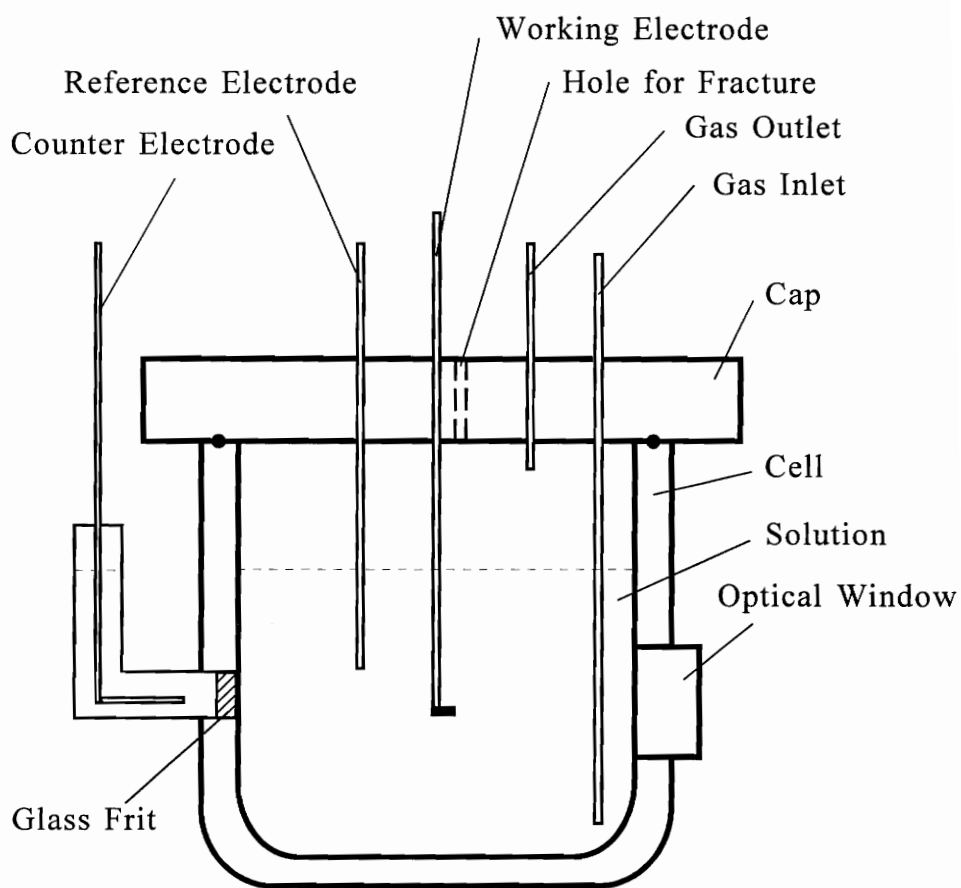 Working Electrode
Reference Electrode
Hole for Fracture
Counter Electrode
Gas Outlet
Gas Inlet
Cap
Cell
Solution
Optical Window
Glass Frit